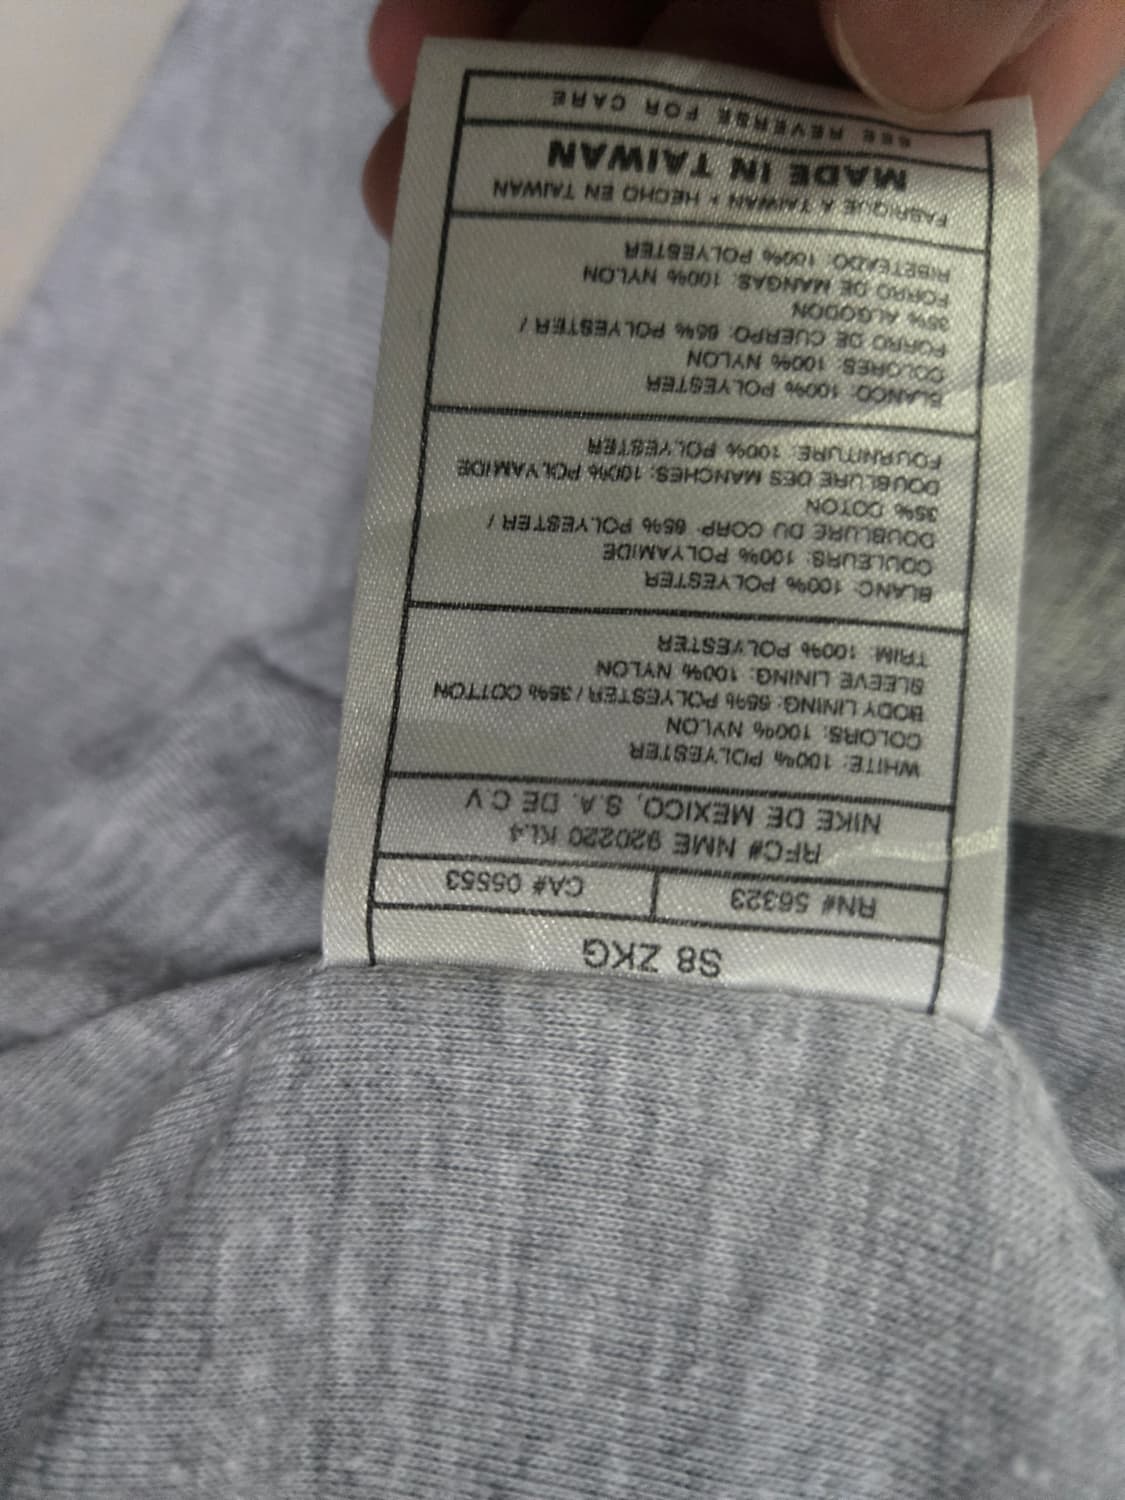 S8 ZKG
RN# 56323 CA# 05553
RFC# NME 920220 KL4
NIKE DE MEXICO, S.A. DE C.V
WHITE: 100% POLYESTER
COLORS: 100% NYLON
BODY LINING: 65% POLYESTER / 35% COTTON
SLEEVE LINING: 100% NYLON
TRIM: 100% POLYESTER
BLANC: 100% POLYESTER
COULEURS: 100% POLYAMIDE
DOUBLURE DU CORP: 65% POLYESTER /
35% COTON
DOUBLURE DES MANCHES: 100% POLYAMIDE
FOURNITURE: 100% POLYESTER
BLANCO: 100% POLYESTER
COLORES: 100% NYLON
FORRO DE CUERPO: 65% POLYESTER /
35% ALGODON
FORRO DE MANGAS: 100% NYLON
RIBETEADO: 100% POLYESTER
FABRIQUE A TAIWAN • HECHO EN TAIWAN
MADE IN TAIWAN
SEE REVERSE FOR CARE